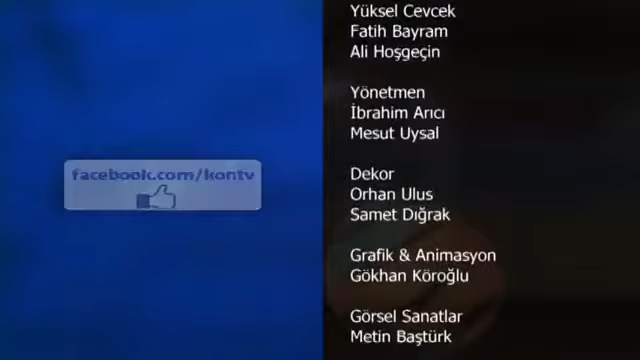 facebook.com/kontv
Yüksel Cevcek
Fatih Bayram
Ali Hoşgeçin
Yönetmen
İbrahim Arıcı
Mesut Uysal
Dekor
Orhan Ulus
Samet Dığrak
Grafik & Animasyon
Gökhan Köroğlu
Görsel Sanatlar
Metin Baştürk